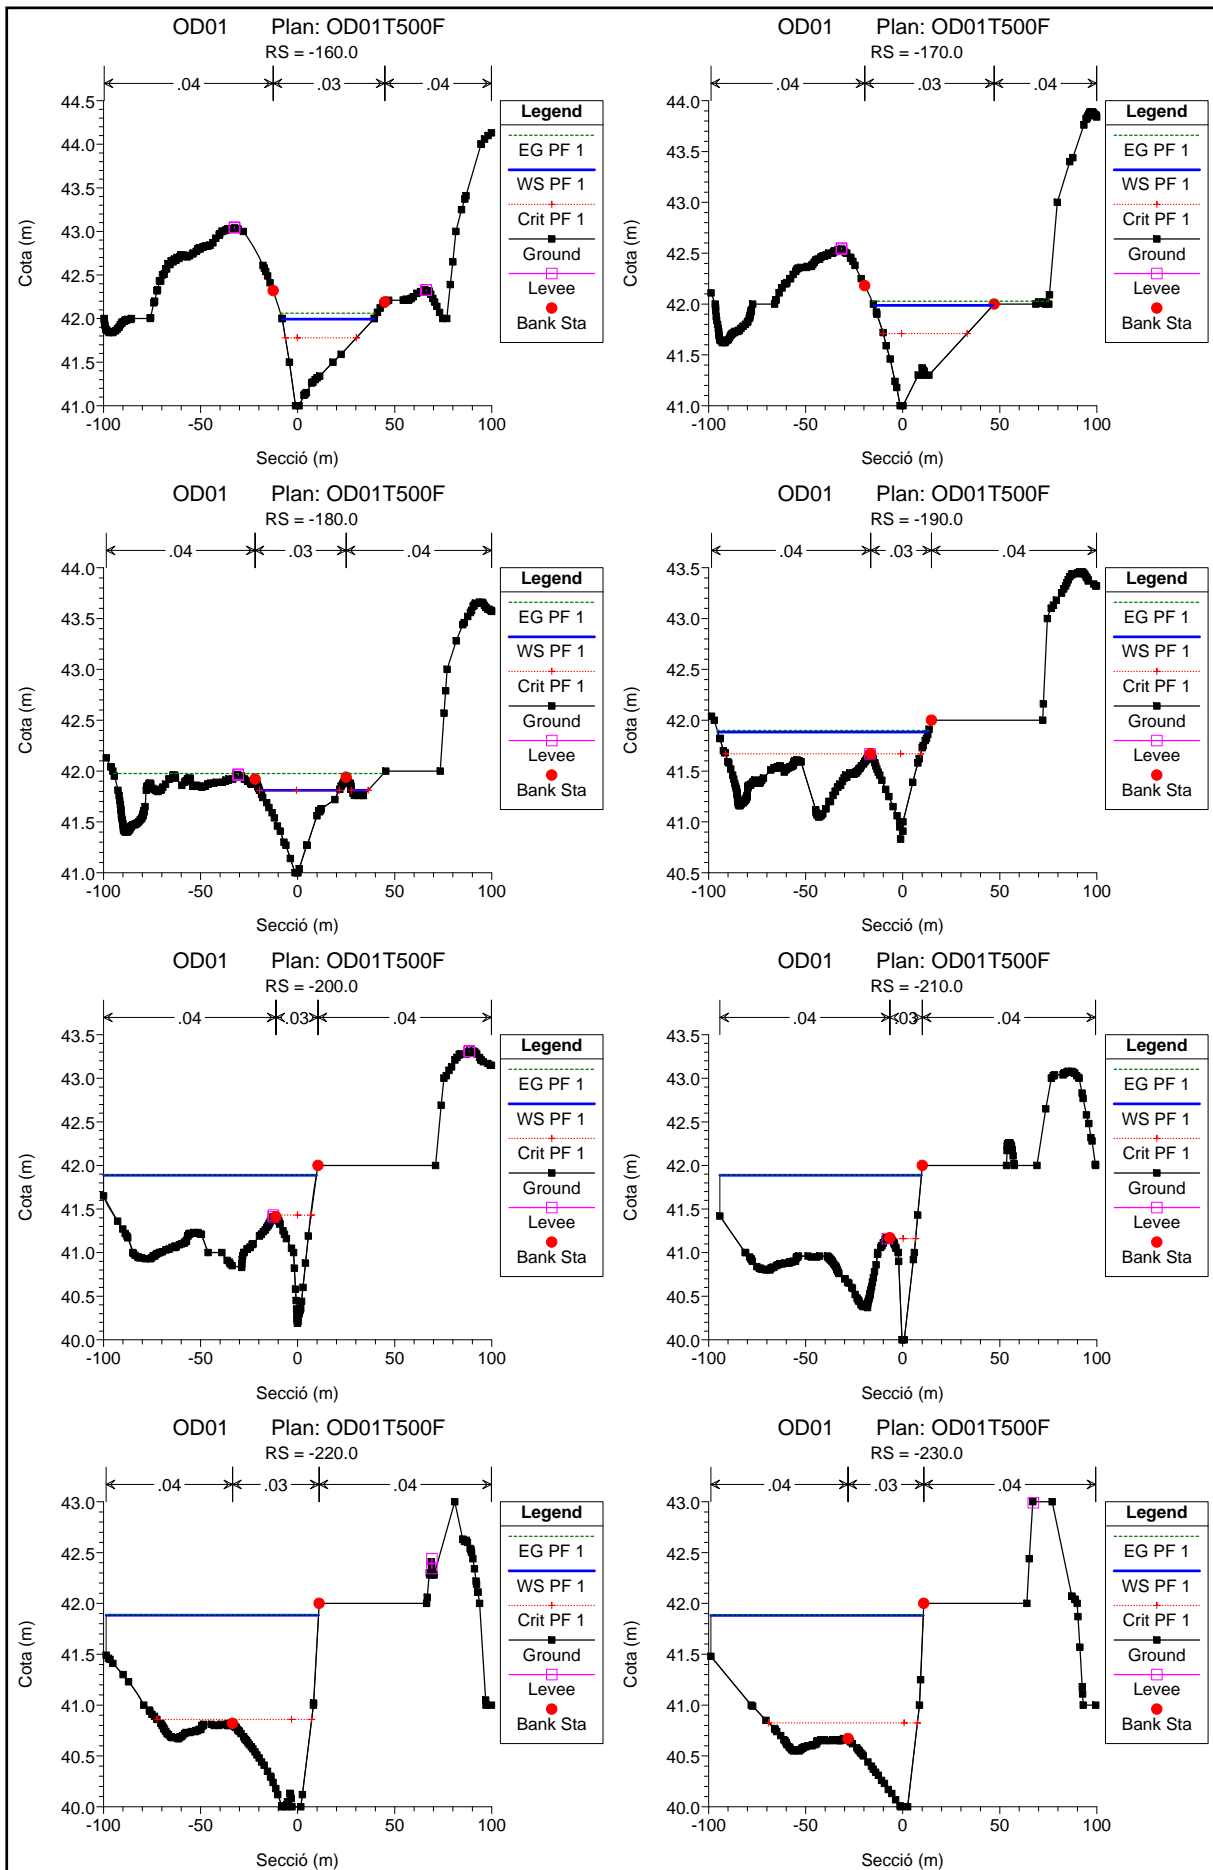 OD01 Plan: OD01T500F
RS = -160.0
.04 .03 .04
44.5
44.0
43.5
43.0
42.5
42.0
41.5
41.0
Cota (m)
-100 -50 0 50 100
Secció (m)
Legend
EG PF 1
WS PF 1
Crit PF 1
Ground
Levee
Bank Sta
OD01 Plan: OD01T500F
RS = -170.0
.04 .03 .04
44.0
43.5
43.0
42.5
42.0
41.5
41.0
Cota (m)
-100 -50 0 50 100
Secció (m)
Legend
EG PF 1
WS PF 1
Crit PF 1
Ground
Levee
Bank Sta
OD01 Plan: OD01T500F
RS = -180.0
.04 .03 .04
44.0
43.5
43.0
42.5
42.0
41.5
41.0
Cota (m)
-100 -50 0 50 100
Secció (m)
Legend
EG PF 1
WS PF 1
Crit PF 1
Ground
Levee
Bank Sta
OD01 Plan: OD01T500F
RS = -190.0
.04 .03 .04
43.5
43.0
42.5
42.0
41.5
41.0
40.5
Cota (m)
-100 -50 0 50 100
Secció (m)
Legend
EG PF 1
WS PF 1
Crit PF 1
Ground
Levee
Bank Sta
OD01 Plan: OD01T500F
RS = -200.0
.04 .03 .04
43.5
43.0
42.5
42.0
41.5
41.0
40.5
40.0
Cota (m)
-100 -50 0 50 100
Secció (m)
Legend
EG PF 1
WS PF 1
Crit PF 1
Ground
Levee
Bank Sta
OD01 Plan: OD01T500F
RS = -210.0
.04 .03 .04
43.5
43.0
42.5
42.0
41.5
41.0
40.5
40.0
Cota (m)
-100 -50 0 50 100
Secció (m)
Legend
EG PF 1
WS PF 1
Crit PF 1
Ground
Levee
Bank Sta
OD01 Plan: OD01T500F
RS = -220.0
.04 .03 .04
43.0
42.5
42.0
41.5
41.0
40.5
40.0
Cota (m)
-100 -50 0 50 100
Secció (m)
Legend
EG PF 1
WS PF 1
Crit PF 1
Ground
Levee
Bank Sta
OD01 Plan: OD01T500F
RS = -230.0
.04 .03 .04
43.0
42.5
42.0
41.5
41.0
40.5
40.0
Cota (m)
-100 -50 0 50 100
Secció (m)
Legend
EG PF 1
WS PF 1
Crit PF 1
Ground
Levee
Bank Sta